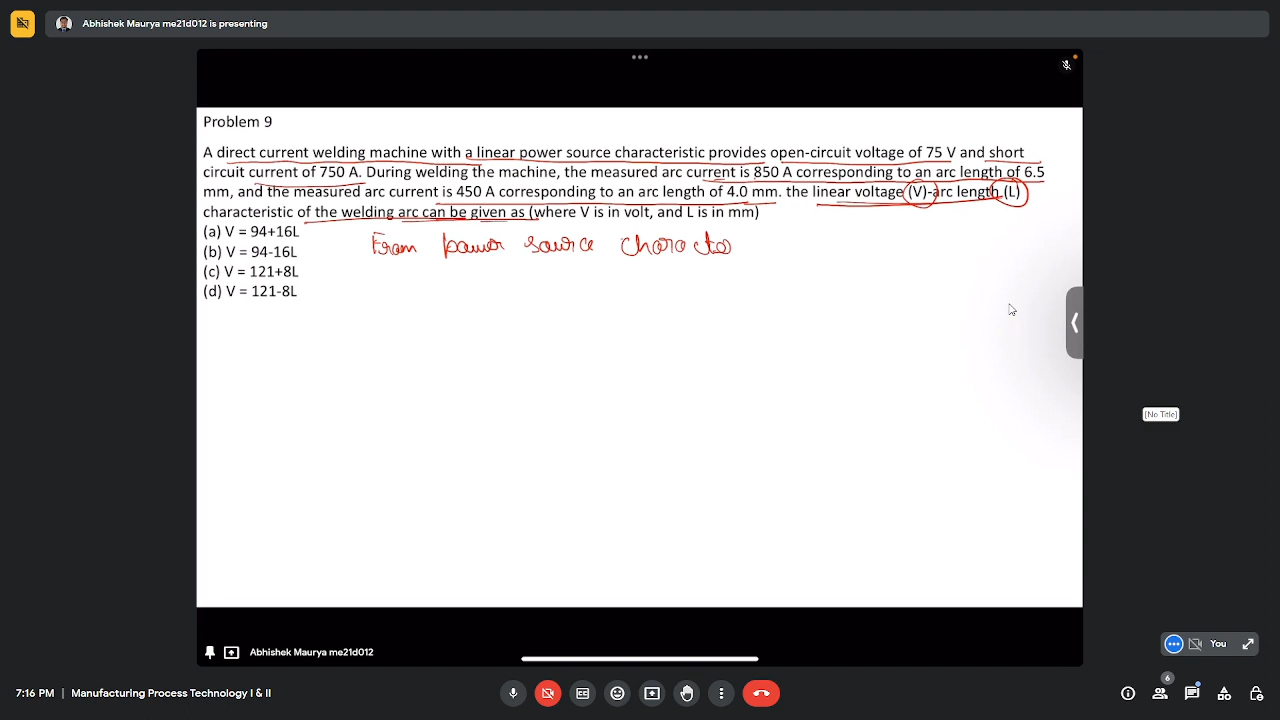 Abhishek Maurya me21d012 is presenting
Problem 9
A direct current welding machine with a linear power source characteristic provides open-circuit voltage of 75 V and short
circuit current of 750 A. During welding the machine, the measured arc current is 850 A corresponding to an arc length of 6.5
mm, and the measured arc current is 450 A corresponding to an arc length of 4.0 mm. the linear voltage (V)-arc length (L)
characteristic of the welding arc can be given as (where V is in volt, and L is in mm)
(a) V = 94+16L
From power source characte
(b) V = 94-16L
(c) V = 121+8L
(d) V = 121-8L
[No Title]
Abhishek Maurya me21d012
You
6
7:16 PM | Manufacturing Process Technology I & II